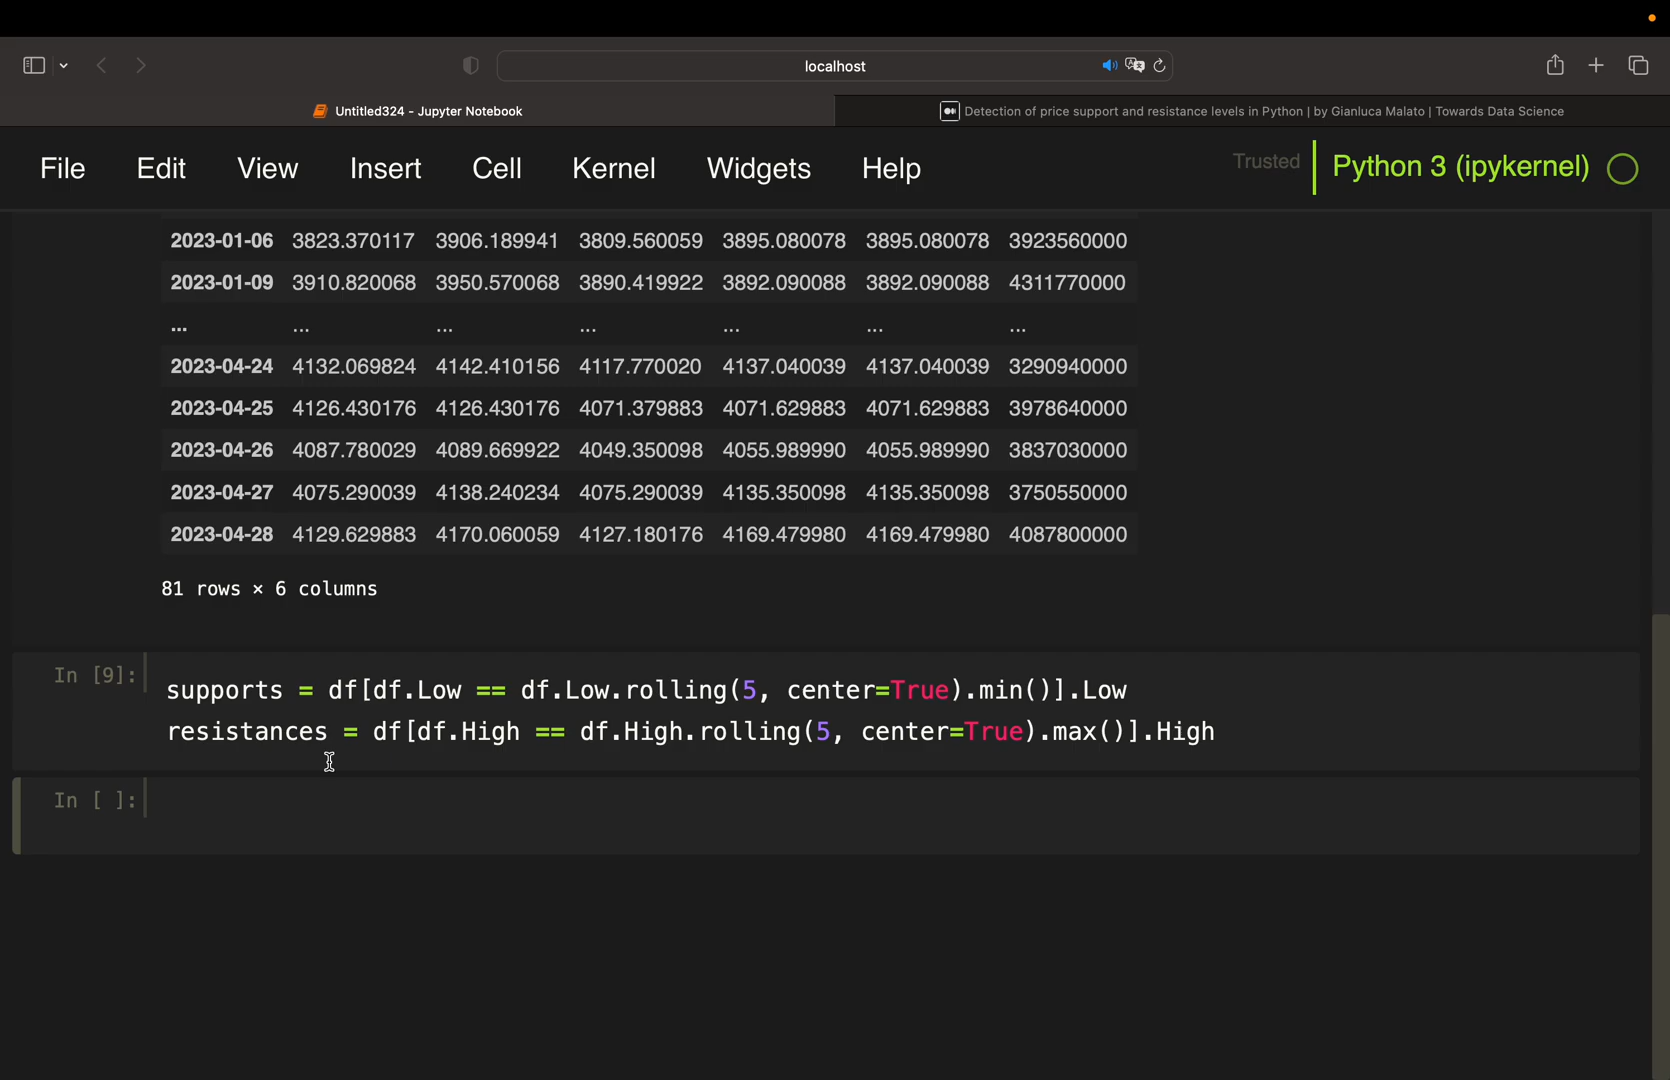 localhost
Untitled324 - Jupyter Notebook
Detection of price support and resistance levels in Python | by Gianluca Malato | Towards Data Science
File Edit View Insert Cell Kernel Widgets Help Trusted Python 3 (ipykernel)
2023-01-06 3823.370117 3906.189941 3809.560059 3895.080078 3895.080078 3923560000
2023-01-09 3910.820068 3950.570068 3890.419922 3892.090088 3892.090088 4311770000
... ... ... ... ... ... ...
2023-04-24 4132.069824 4142.410156 4117.770020 4137.040039 4137.040039 3290940000
2023-04-25 4126.430176 4126.430176 4071.379883 4071.629883 4071.629883 3978640000
2023-04-26 4087.780029 4089.669922 4049.350098 4055.989990 4055.989990 3837030000
2023-04-27 4075.290039 4138.240234 4075.290039 4135.350098 4135.350098 3750550000
2023-04-28 4129.629883 4170.060059 4127.180176 4169.479980 4169.479980 4087800000
81 rows × 6 columns
In [9]: supports = df[df.Low == df.Low.rolling(5, center=True).min()].Low
resistances = df[df.High == df.High.rolling(5, center=True).max()].High
In [ ]: